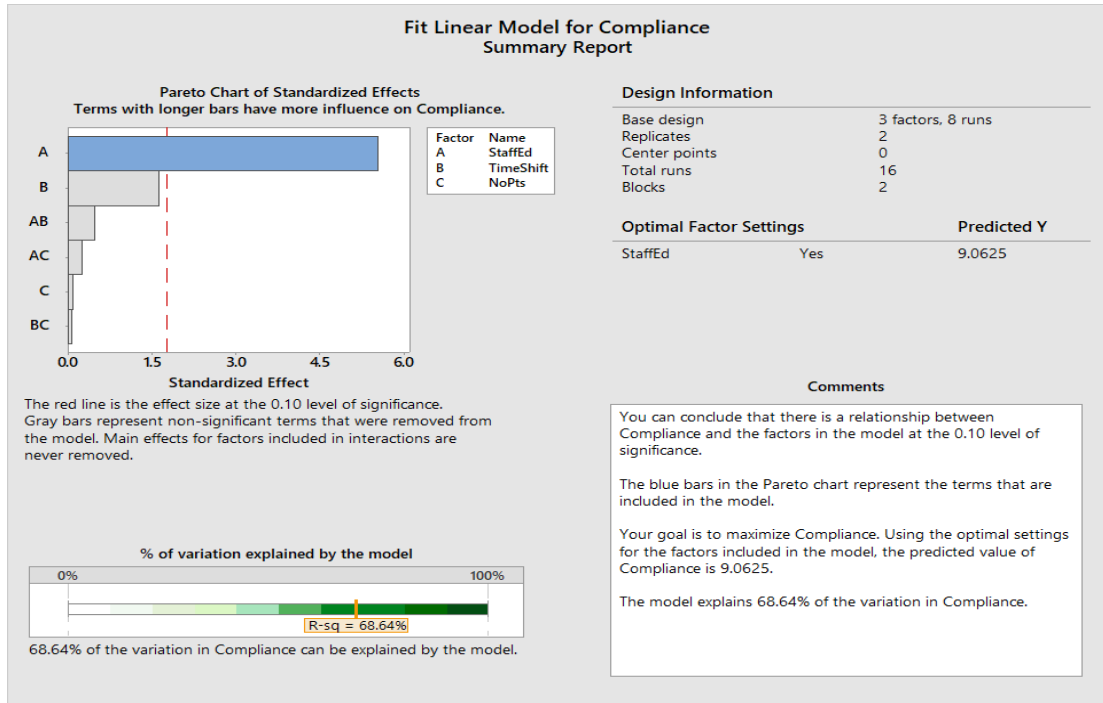 Fit Linear Model for Compliance
Summary Report
Pareto Chart of Standardized Effects
Terms with longer bars have more influence on Compliance.
A
B
AB
AC
C
BC
0.0 1.5 3.0 4.5 6.0
Standardized Effect
Factor Name
A StaffEd
B TimeShift
C NoPts
The red line is the effect size at the 0.10 level of significance.
Gray bars represent non-significant terms that were removed from
the model. Main effects for factors included in interactions are
never removed.
% of variation explained by the model
0% 100%
R-sq = 68.64%
68.64% of the variation in Compliance can be explained by the model.
Design Information
Base design 3 factors, 8 runs
Replicates 2
Center points 0
Total runs 16
Blocks 2
Optimal Factor Settings Predicted Y
StaffEd Yes 9.0625
Comments
You can conclude that there is a relationship between
Compliance and the factors in the model at the 0.10 level of
significance.
The blue bars in the Pareto chart represent the terms that are
included in the model.
Your goal is to maximize Compliance. Using the optimal settings
for the factors included in the model, the predicted value of
Compliance is 9.0625.
The model explains 68.64% of the variation in Compliance.